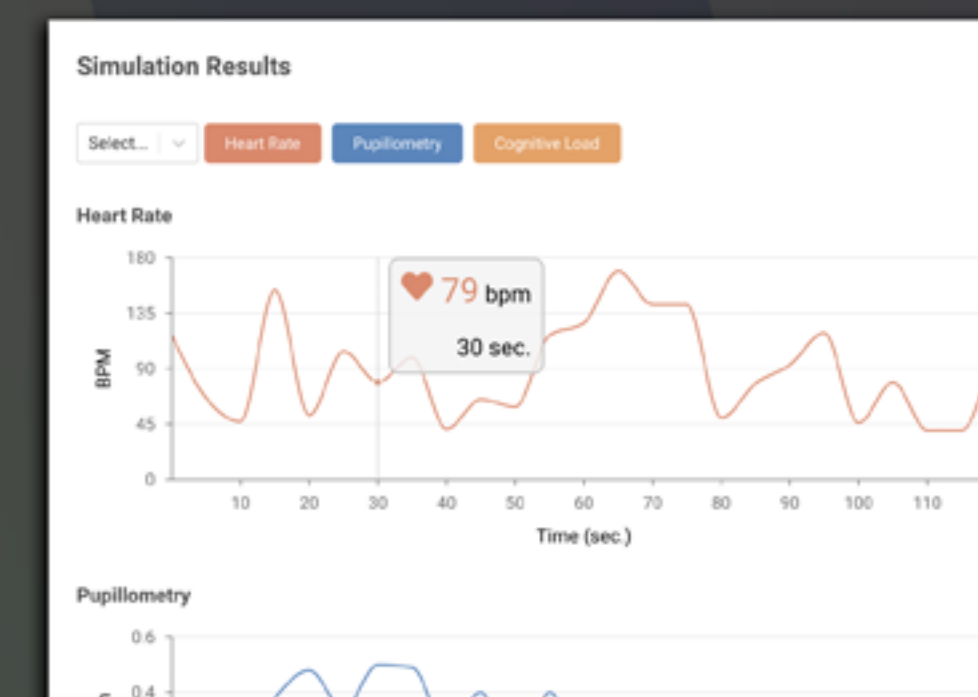 Simulation Results
Select... Heart Rate Pupillometry Cognitive Load
Heart Rate
180
135
90
45
0
BPM
79 bpm
30 sec.
10 20 30 40 50 60 70 80 90 100 110
Time (sec.)
Pupillometry
0.6
0.4